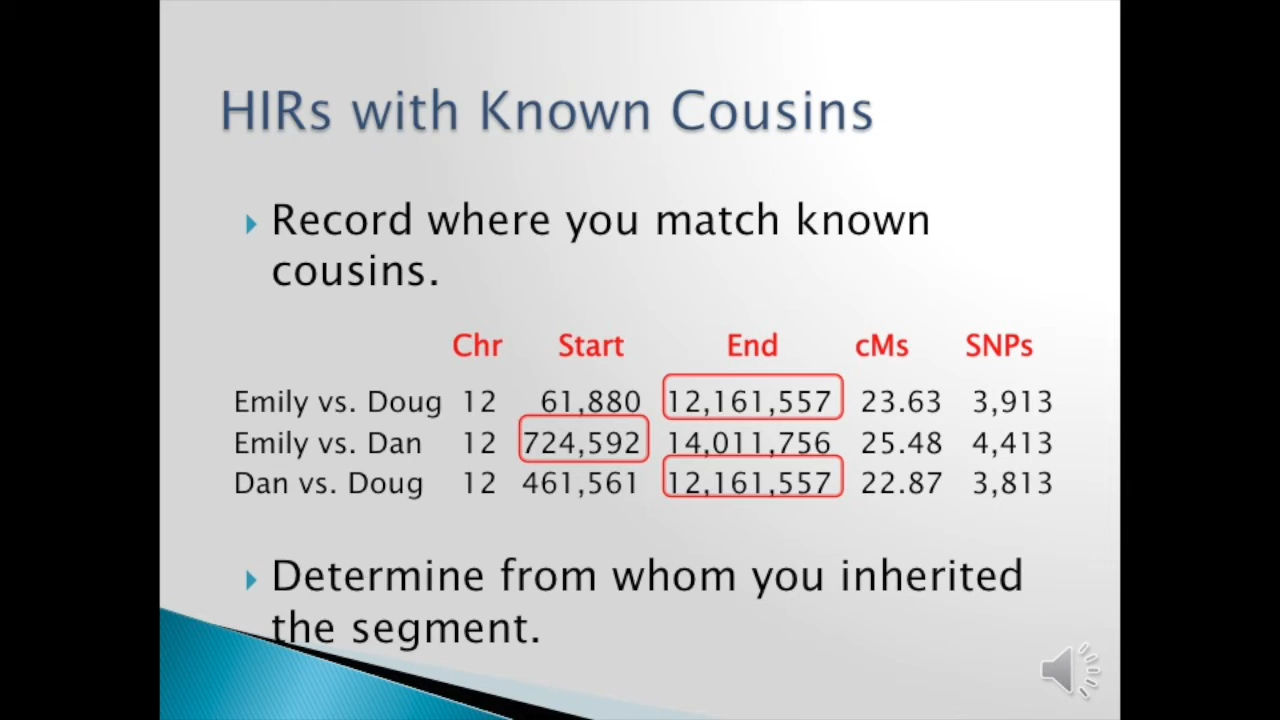 HIRs with Known Cousins
Record where you match known
cousins.
Chr Start End cMs SNPs
Emily vs. Doug 12 61,880 12,161,557 23.63 3,913
Emily vs. Dan 12 724,592 14,011,756 25.48 4,413
Dan vs. Doug 12 461,561 12,161,557 22.87 3,813
Determine from whom you inherited
the segment.